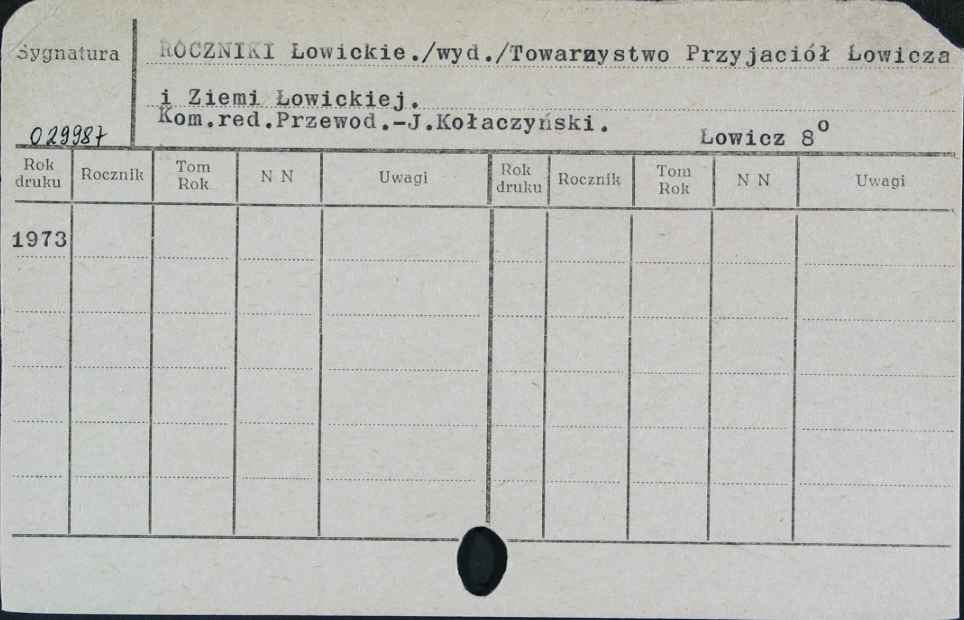 Sygnatura
ROCZNIKI Łowickie./wyd./Towarzystwo Przyjaciół Łowicza
i Ziemi Łowickiej.
Kom.red.Przewod.-J.Kołaczyński.
Łowicz 8º
029987
Rok druku Rocznik Tom Rok N N Uwagi Rok druku Rocznik Tom Rok N N Uwagi
1973